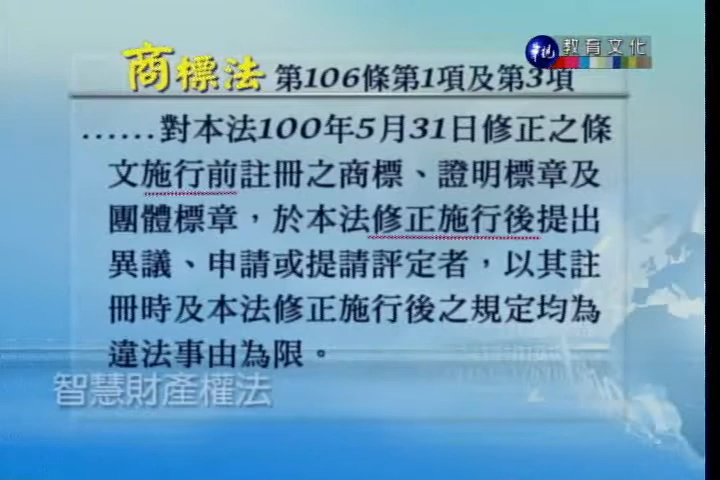 華視 教育文化
商標法 第106條第1項及第3項
......對本法100年5月31日修正之條
文施行前註冊之商標、證明標章及
團體標章，於本法修正施行後提出
異議、申請或提請評定者，以其註
冊時及本法修正施行後之規定均為
違法事由為限。
智慧財產權法